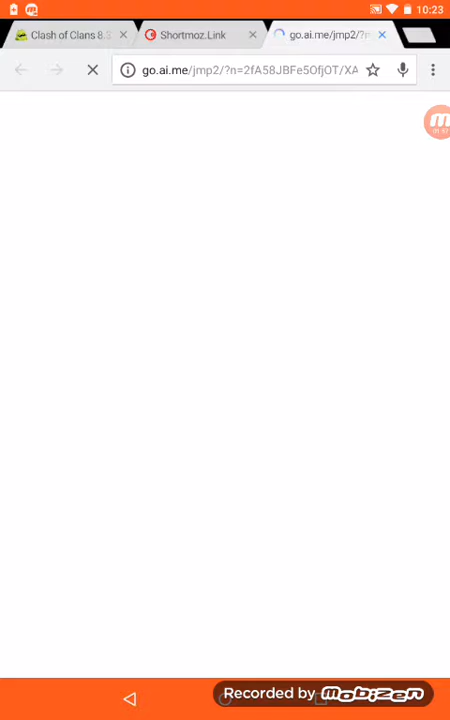 10:23
Clash of Clans 8.
Shortmoz.Link
go.ai.me/jmp2/?
go.ai.me/jmp2/?n=2fA58JBFe5OfjOT/XA
Recorded by Mobizen